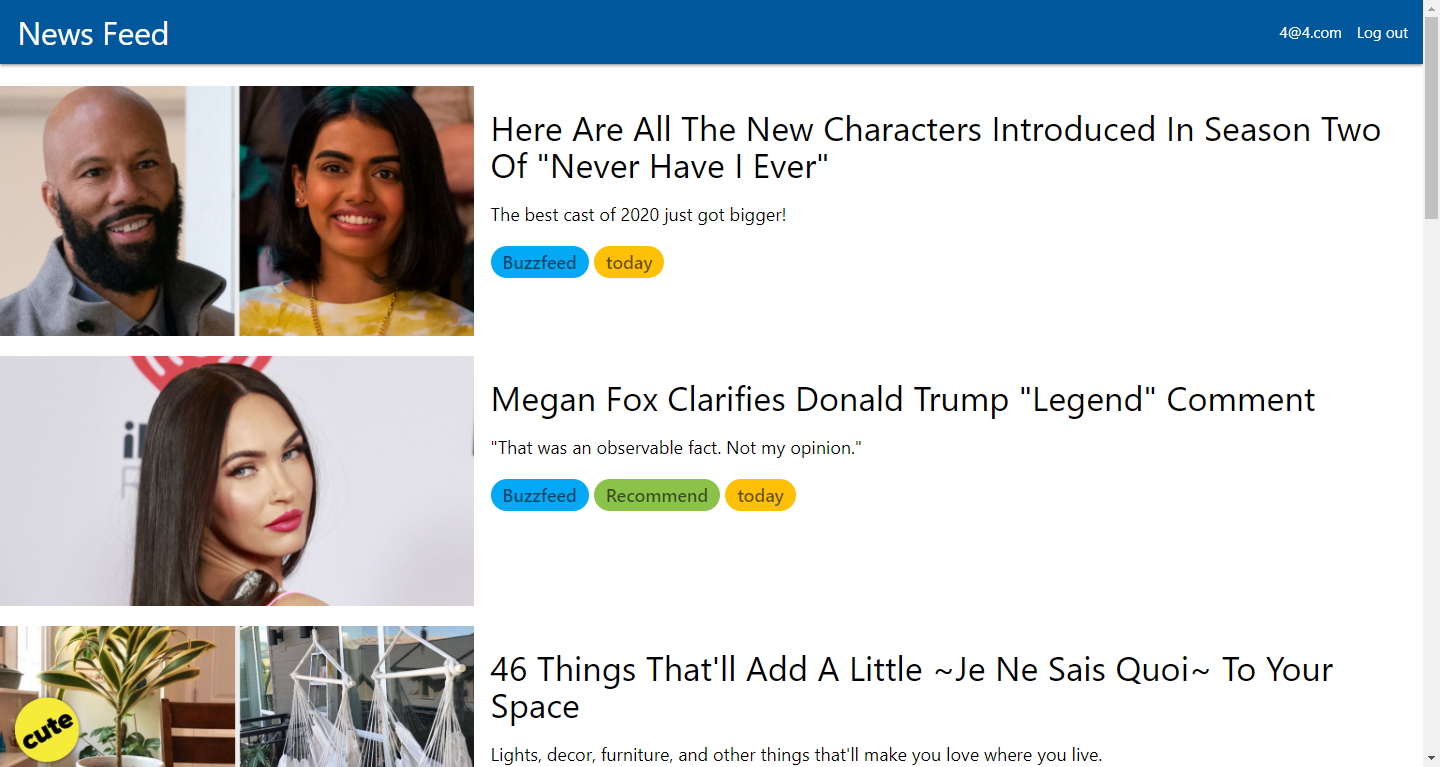 News Feed
4@4.com Log out
Here Are All The New Characters Introduced In Season Two
Of "Never Have I Ever"
The best cast of 2020 just got bigger!
Buzzfeed today
Megan Fox Clarifies Donald Trump "Legend" Comment
"That was an observable fact. Not my opinion."
Buzzfeed Recommend today
46 Things That'll Add A Little ~Je Ne Sais Quoi~ To Your
Space
cute
Lights, decor, furniture, and other things that'll make you love where you live.